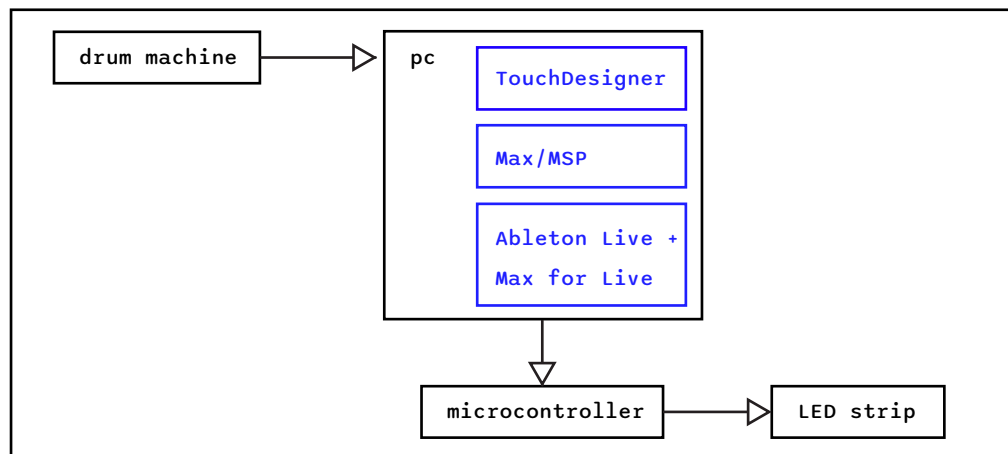 drum machine
pc
TouchDesigner
Max/MSP
Ableton Live +
Max for Live
microcontroller
LED strip